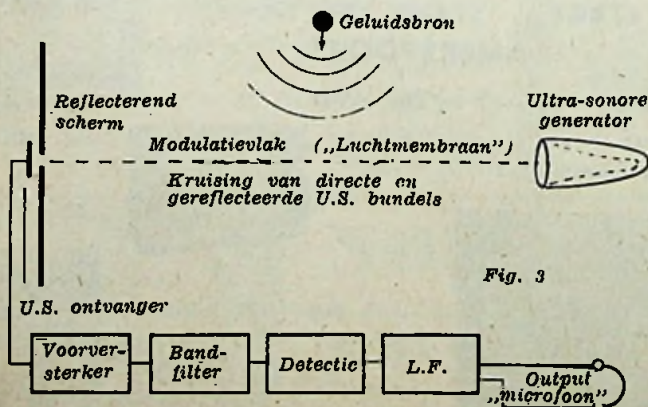 Geluidsbron
Reflecterend
scherm
Ultra-sonore
generator
Modulatievlak („Luchtmembraan”)
Kruising van directe en
gereflecteerde U.S. bundels
Fig. 3
U.S. ontvanger
Voorver-
sterker
Band-
filter
Detectie
L.F.
Output
„microfoon”